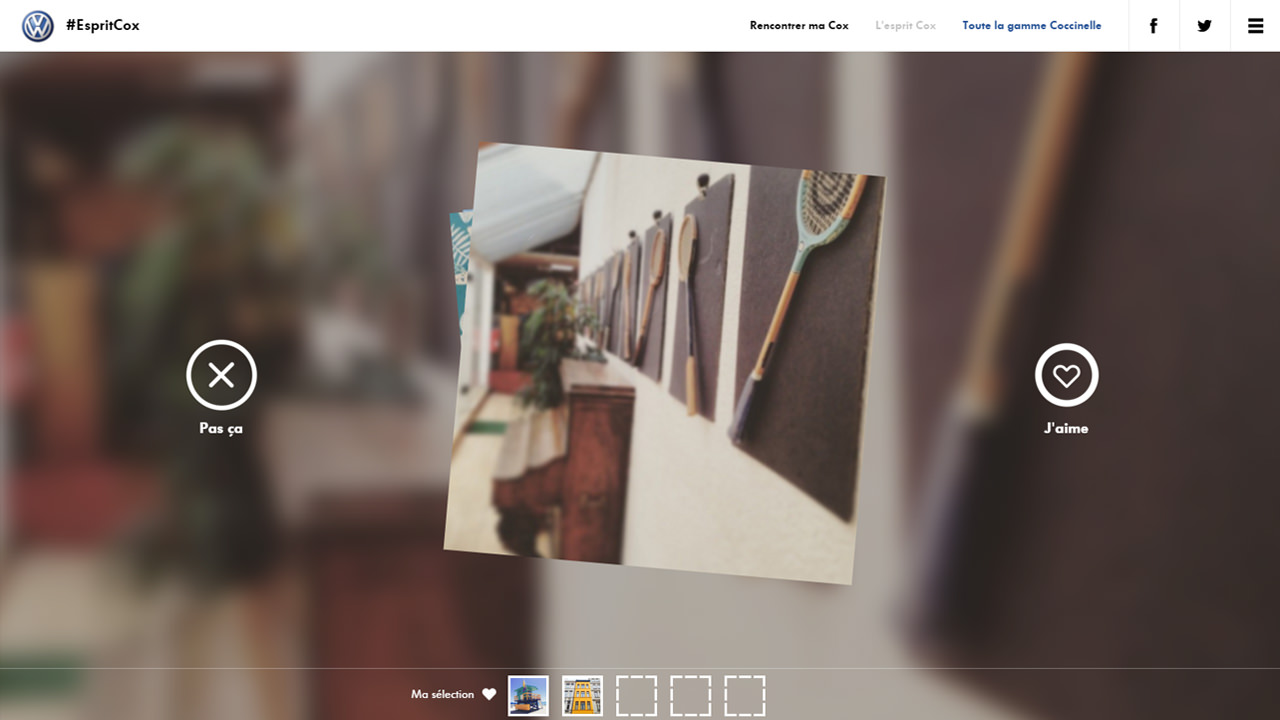 #EspritCox
Rencontrer ma Cox
L'esprit Cox
Toute la gamme Coccinelle
Pas ça
J'aime
Ma sélection